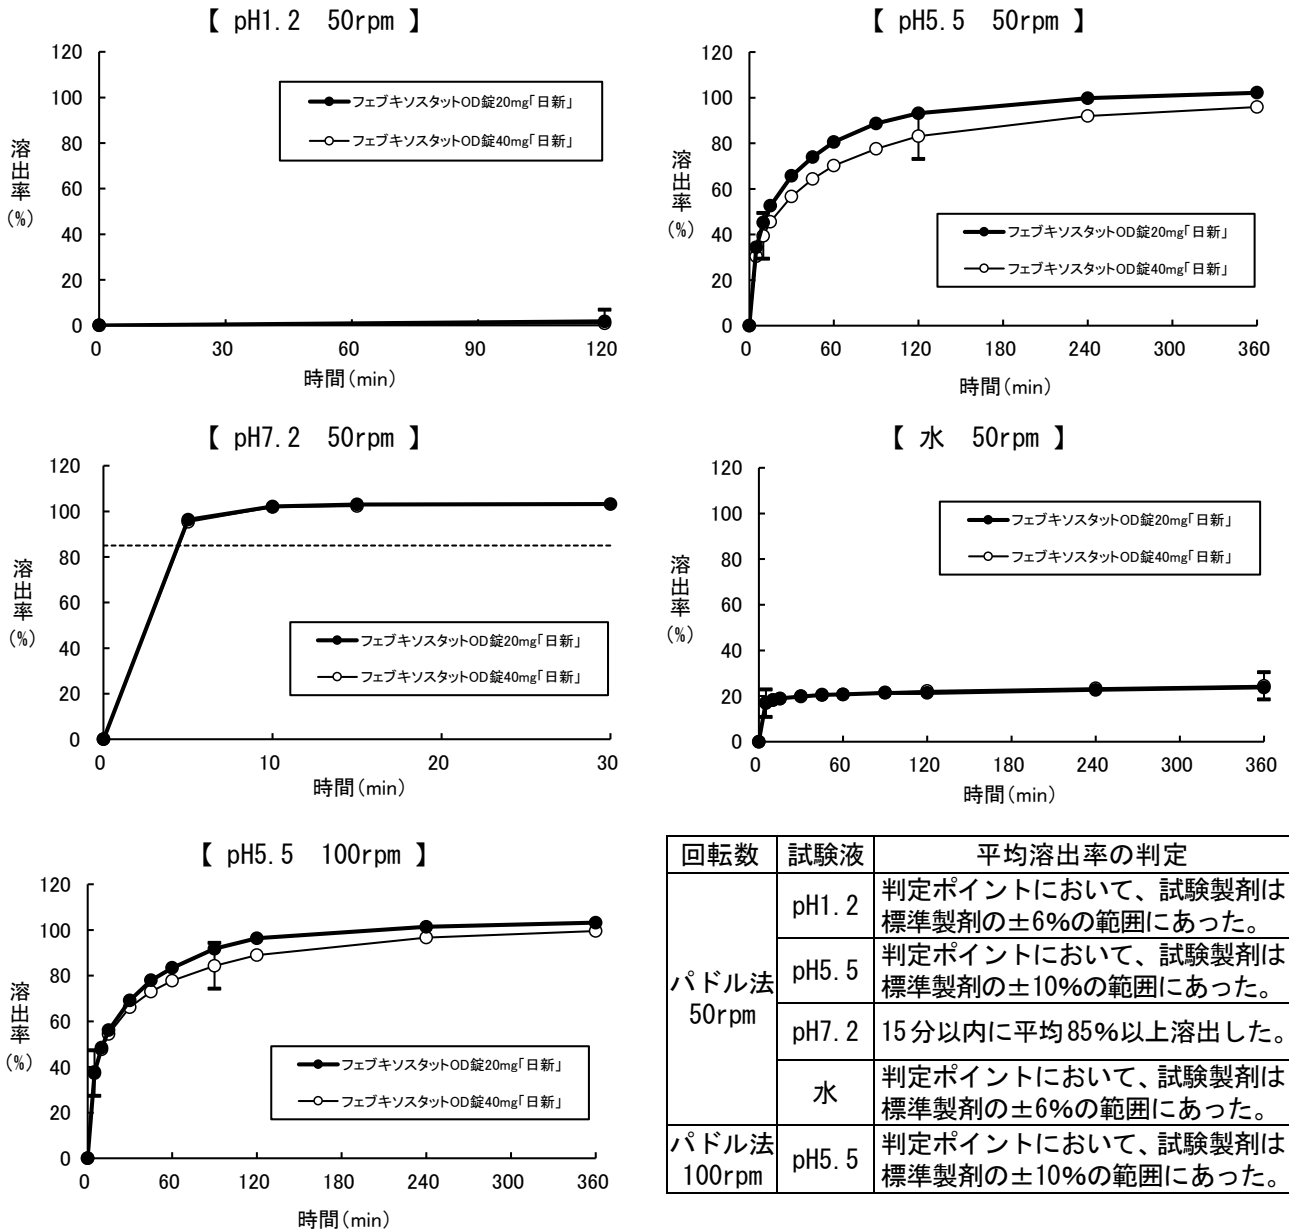 【 pH1.2 50rpm 】
120
100
80
60
40
20
0
溶出率(%)
フェブキソスタットOD錠20mg「日新」
フェブキソスタットOD錠40mg「日新」
0 30 60 90 120
時間(min)
【 pH5.5 50rpm 】
120
100
80
60
40
20
0
溶出率(%)
フェブキソスタットOD錠20mg「日新」
フェブキソスタットOD錠40mg「日新」
0 60 120 180 240 300 360
時間(min)
【 pH7.2 50rpm 】
120
100
80
60
40
20
0
溶出率(%)
フェブキソスタットOD錠20mg「日新」
フェブキソスタットOD錠40mg「日新」
0 10 20 30
時間(min)
【 水 50rpm 】
120
100
80
60
40
20
0
溶出率(%)
フェブキソスタットOD錠20mg「日新」
フェブキソスタットOD錠40mg「日新」
0 60 120 180 240 300 360
時間(min)
【 pH5.5 100rpm 】
120
100
80
60
40
20
0
溶出率(%)
フェブキソスタットOD錠20mg「日新」
フェブキソスタットOD錠40mg「日新」
0 60 120 180 240 300 360
時間(min)
回転数 試験液 平均溶出率の判定
パドル法
50rpm
pH1.2
判定ポイントにおいて、試験製剤は
標準製剤の±6%の範囲にあった。
pH5.5
判定ポイントにおいて、試験製剤は
標準製剤の±10%の範囲にあった。
pH7.2
15分以内に平均85%以上溶出した。
水
判定ポイントにおいて、試験製剤は
標準製剤の±6%の範囲にあった。
パドル法
100rpm
pH5.5
判定ポイントにおいて、試験製剤は
標準製剤の±10%の範囲にあった。